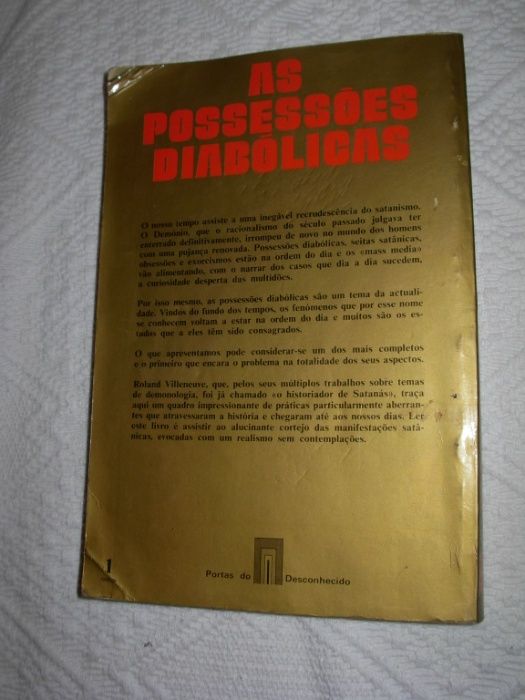 AS
POSSESSÕES
DIABÓLICAS
O nosso tempo assiste a uma inegável recrudescência do satanismo.
O Demónio, que o racionalismo do século passado julgava ter
enterrado definitivamente, irrompeu de novo no mundo dos homens
com uma pujança renovada. Possessões diabólicas, seitas satânicas,
obsessões e exorcismos estão na ordem do dia e os «mass media»
vão alimentando, com o narrar dos casos que dia a dia sucedem,
a curiosidade desperta das multidões.
Por isso mesmo, as possessões diabólicas são um tema da actuali-
dade. Vindos do fundo dos tempos, os fenómenos que por esse nome
se conhecem voltam a estar na ordem do dia e muitos são os es-
tudos que a eles têm sido consagrados.
O que apresentamos pode considerar-se um dos mais completos
e o primeiro que encara o problema na totalidade dos seus aspectos.
Roland Villeneuve, que, pelos seus múltiplos trabalhos sobre temas
de demonologia, foi já chamado «o historiador de Satanás», traça
aqui um quadro impressionante de práticas particularmente aberran-
tes que atravessaram a história e chegaram até aos nossos dias. Ler
este livro é assistir ao alucinante cortejo das manifestações satâ-
nicas, evocadas com um realismo sem contemplações.
1
Portas do Desconhecido